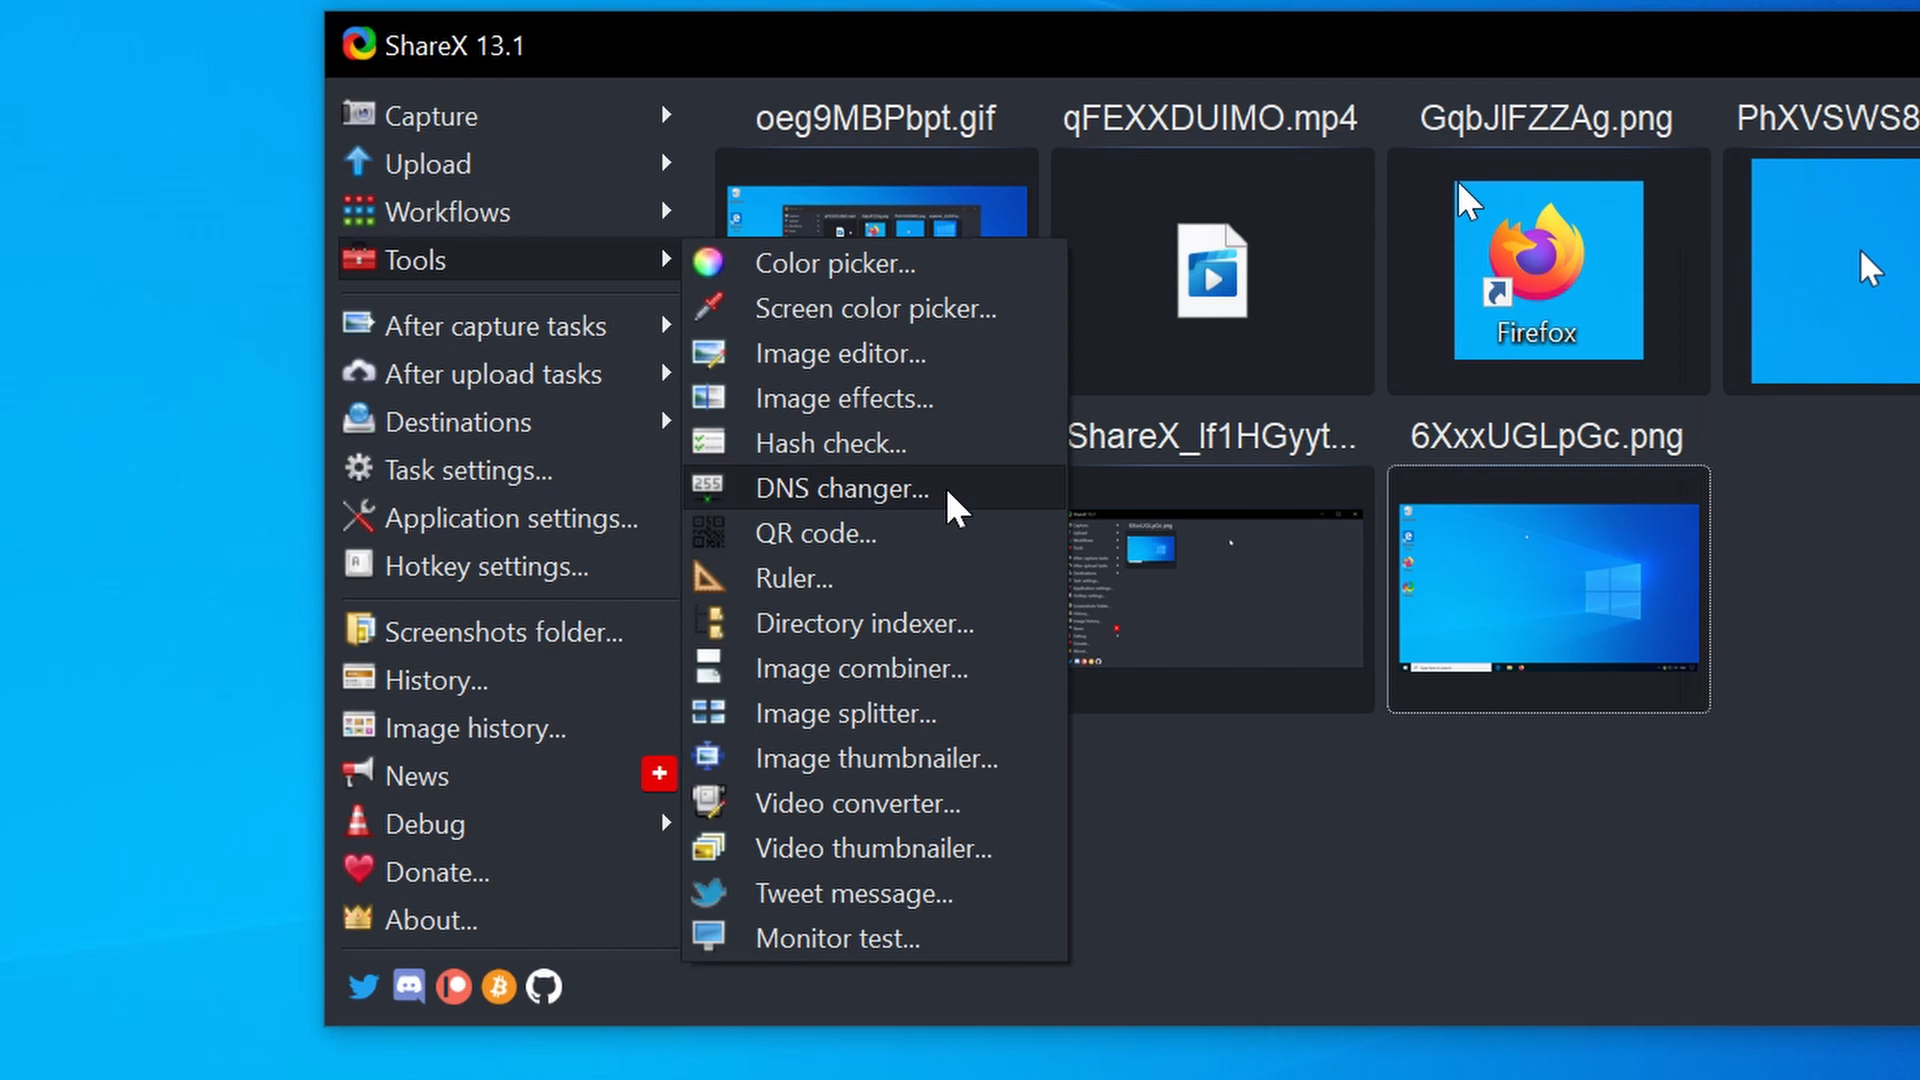 ShareX 13.1
Capture
Upload
Workflows
Tools
After capture tasks
After upload tasks
Destinations
Task settings...
Application settings...
Hotkey settings...
Screenshots folder...
History...
Image history...
News
Debug
Donate...
About...
Color picker...
Screen color picker...
Image editor...
Image effects...
Hash check...
255
DNS changer...
QR code...
Ruler...
Directory indexer...
Image combiner...
Image splitter...
Image thumbnailer...
Video converter...
Video thumbnailer...
Tweet message...
Monitor test...
oeg9MBPbpt.gif
qFEXXDUIMO.mp4
GqbJlFZZAg.png
PhXVSWS8
Firefox
ShareX_lf1HGyyt...
6XxxUGLpGc.png